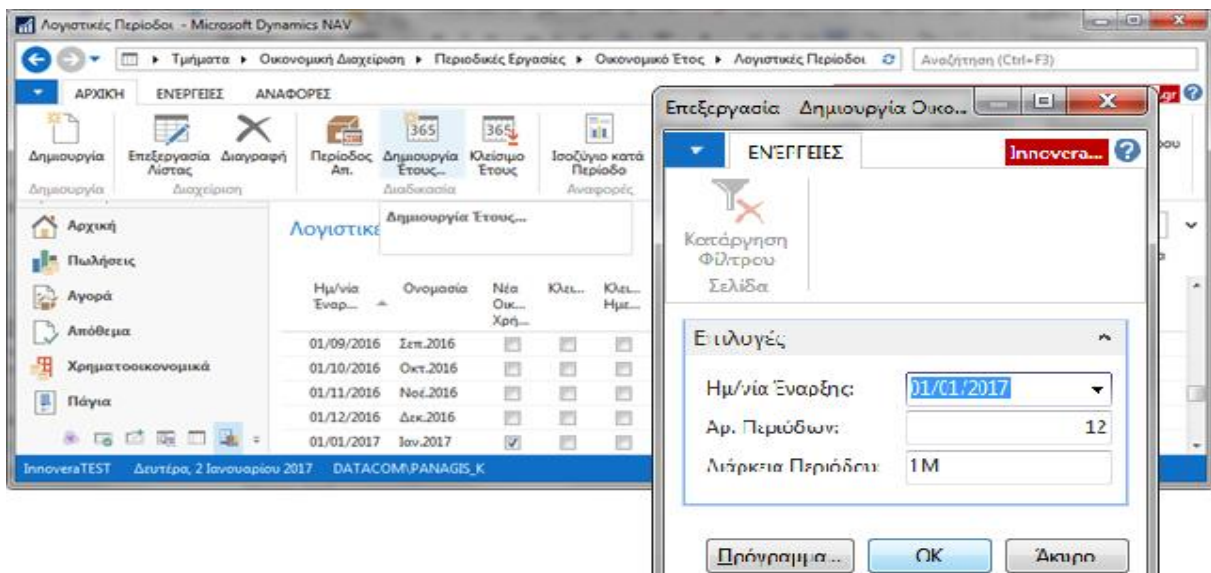 Λογιστικές Περίοδοι - Microsoft Dynamics NAV
Τμήματα ▸ Οικονομική Διαχείριση ▸ Περιοδικές Εργασίες ▸ Οικονομικό Έτος ▸ Λογιστικές Περίοδοι
Αναζήτηση (Ctrl+F3)
ΑΡΧΙΚΗ ΕΝΕΡΓΕΙΕΣ ΑΝΑΦΟΡΕΣ
Δημιουργία
Επεξεργασία Λίστας
Διαγραφή
Περίοδος Απ.
Δημιουργία Έτους...
Κλείσιμο Έτους
Ισοζύγιο κατά Περίοδο
Δημιουργία Διαχείριση Διαδικασία Αναφορές
Δημιουργία Έτους...
Αρχική
Πωλήσεις
Αγορά
Απόθεμα
Χρηματοοικονομικά
Πάγια
Λογιστικέ
Ημ/νία Έναρ...
Ονομασία
Νέα Οικ... Χρή...
Κλει...
Κλει... Ημε...
01/09/2016 Σεπ.2016
01/10/2016 Οκτ.2016
01/11/2016 Νοέ.2016
01/12/2016 Δεκ.2016
01/01/2017 Ιαν.2017
InnoveraTEST Δευτέρα, 2 Ιανουαρίου 2017 DATACOM\PANAGIS_K
Επεξεργασία Δημιουργία Οικο...
ΕΝΕΡΓΕΙΕΣ
Innovera...
Κατάργηση
Φίλτρου
Σελίδα
Επιλογές
Ημ/νία Έναρξης: 01/01/2017
Αρ. Περιόδων: 12
Διάρκεια Περιόδου: 1M
Πρόγραμμα... OK Άκυρο